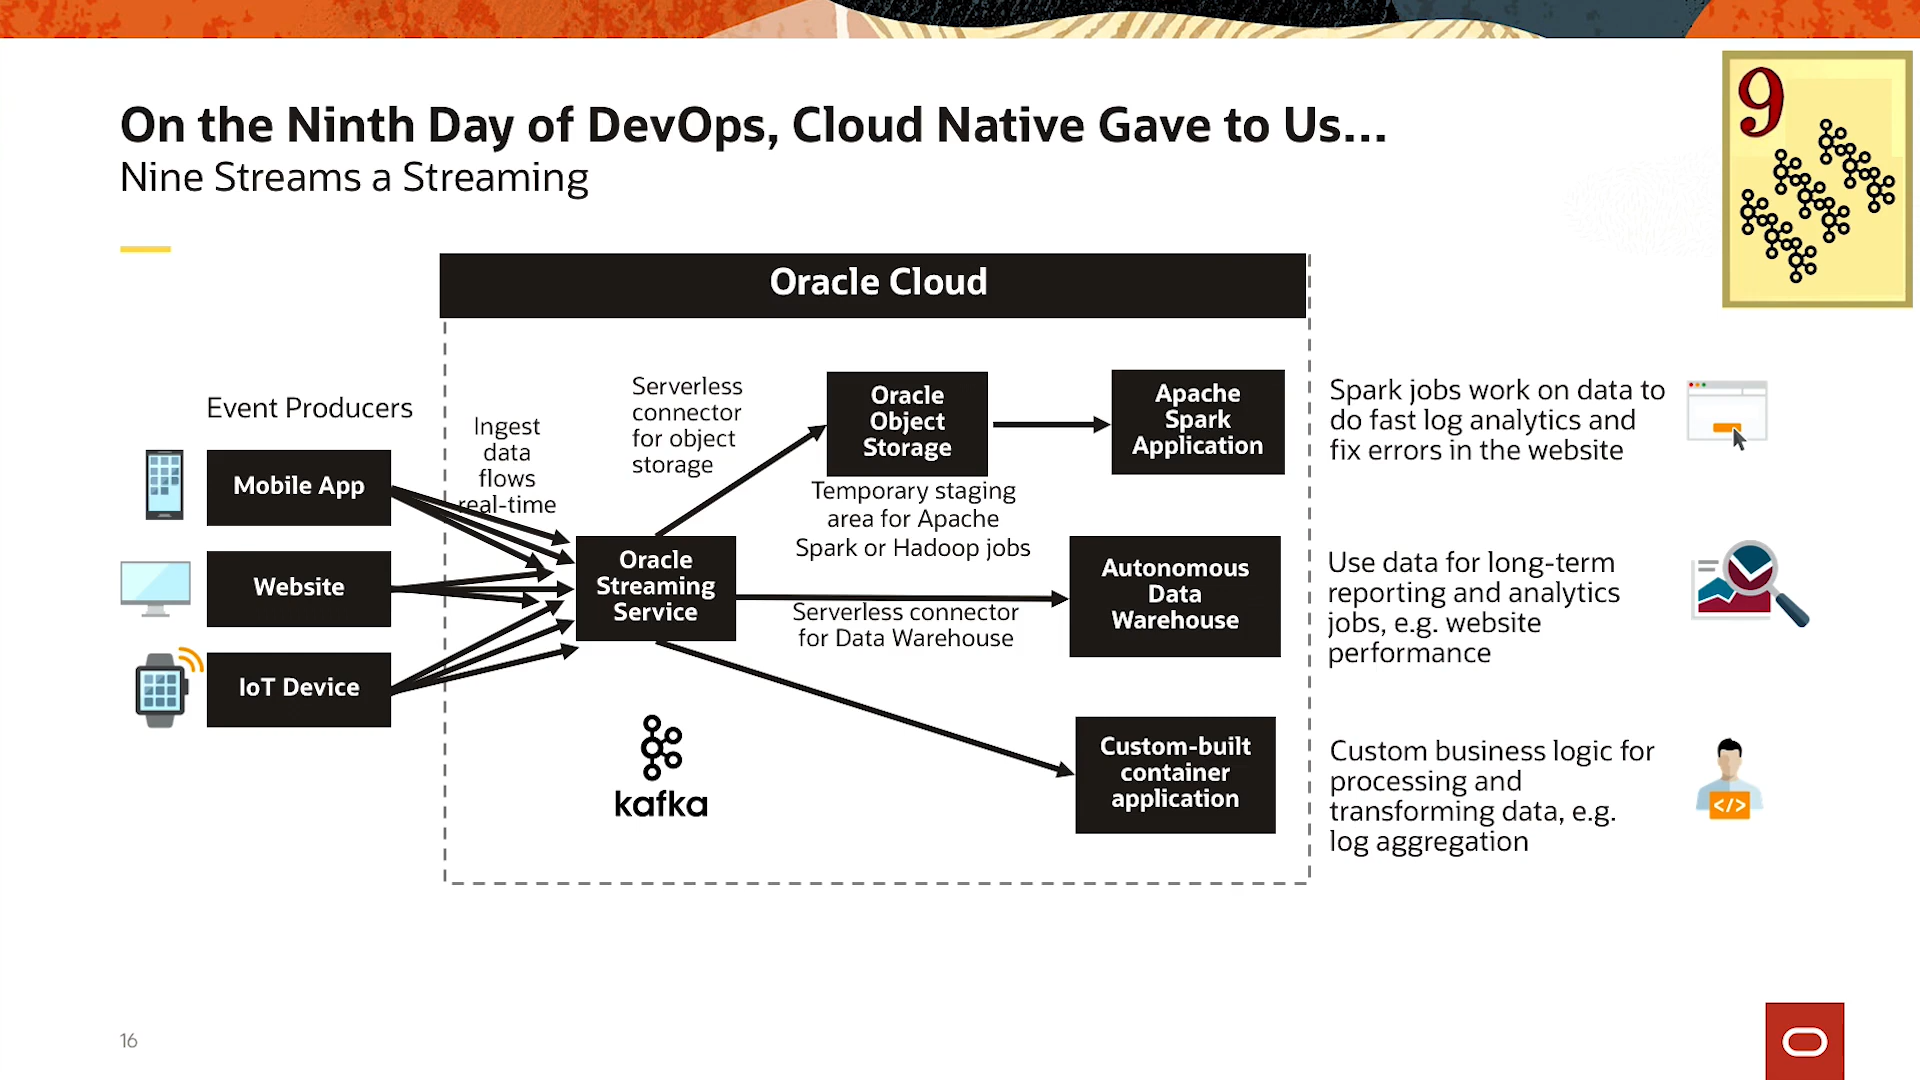 On the Ninth Day of DevOps, Cloud Native Gave to Us...
Nine Streams a Streaming
9
Oracle Cloud
Event Producers
Mobile App
Website
IoT Device
Ingest
data
flows
real-time
Serverless
connector
for object
storage
Oracle
Streaming
Service
kafka
Oracle
Object
Storage
Temporary staging
area for Apache
Spark or Hadoop jobs
Serverless connector
for Data Warehouse
Apache
Spark
Application
Autonomous
Data
Warehouse
Custom-built
container
application
Spark jobs work on data to
do fast log analytics and
fix errors in the website
Use data for long-term
reporting and analytics
jobs, e.g. website
performance
Custom business logic for
processing and
transforming data, e.g.
log aggregation
</>
16